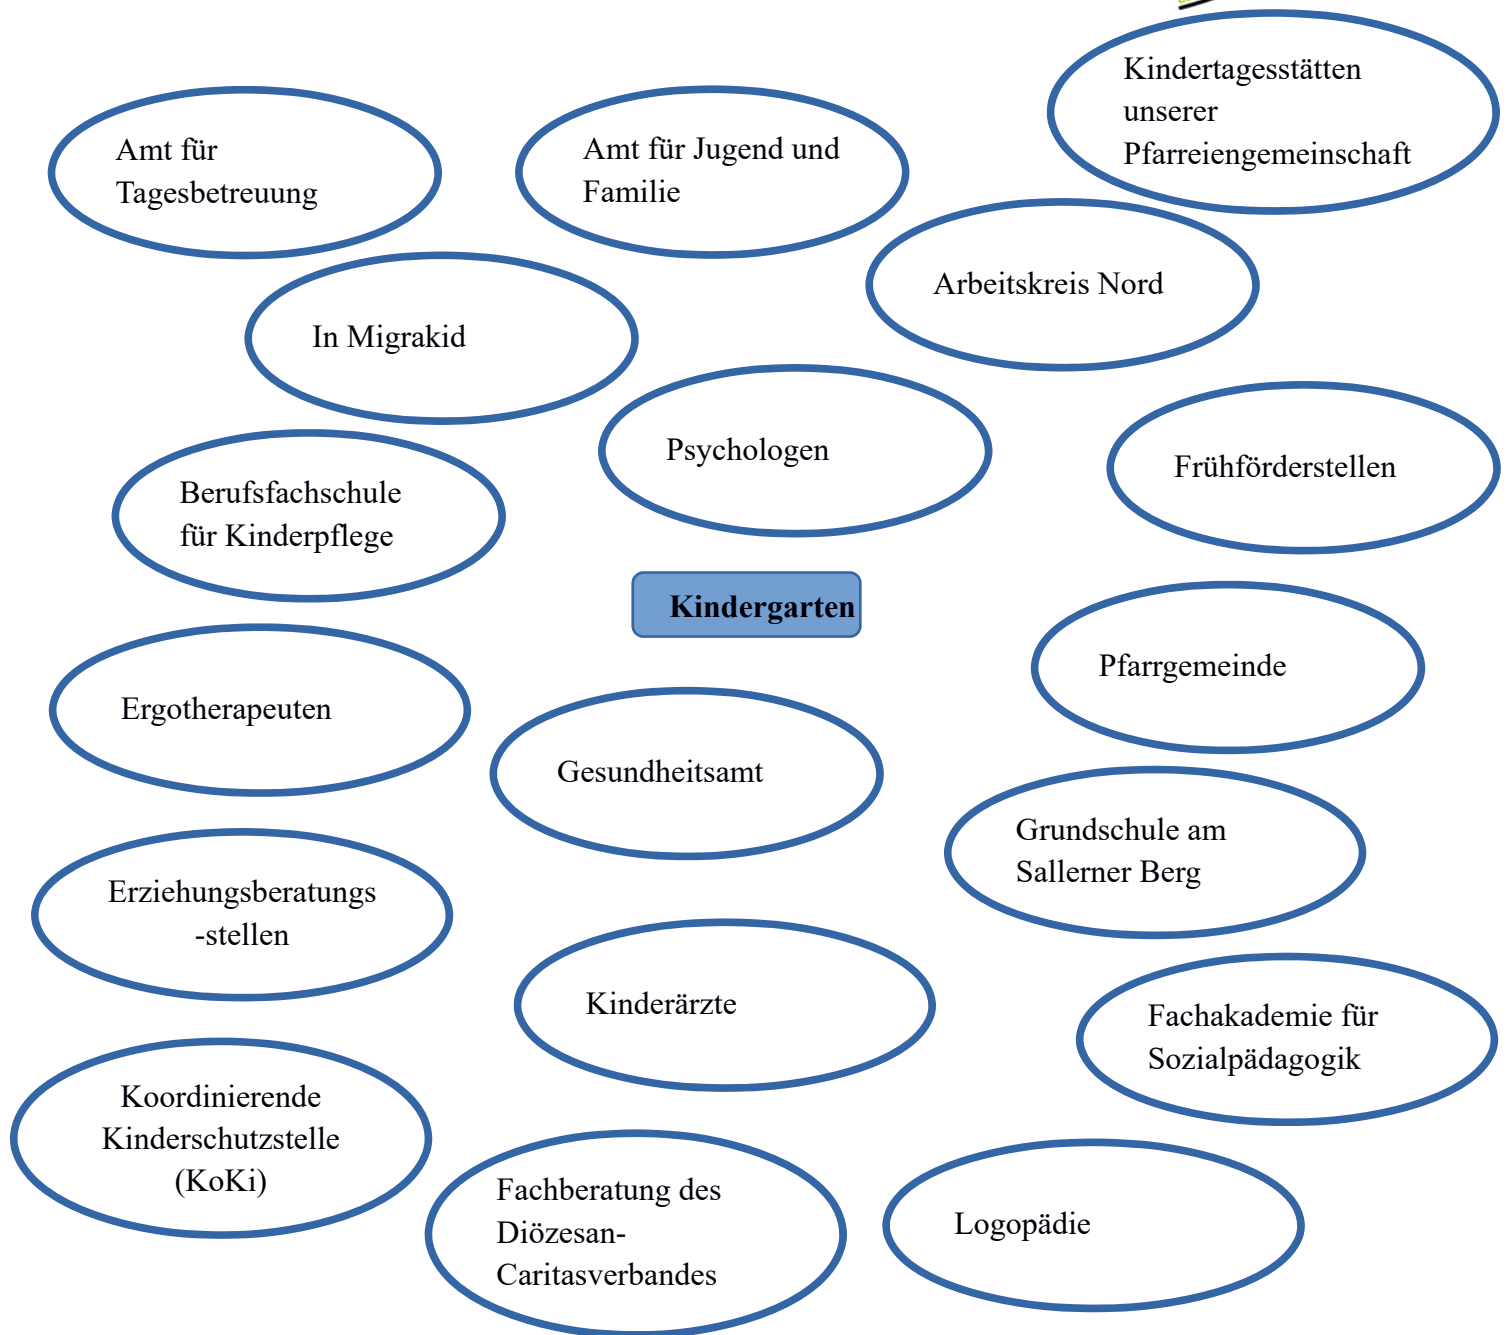 Kindertagesstätten
unserer
Pfarreiengemeinschaft
Amt für
Tagesbetreuung
Amt für Jugend und
Familie
Arbeitskreis Nord
In Migrakid
Psychologen
Frühförderstellen
Berufsfachschule
für Kinderpflege
Kindergarten
Pfarrgemeinde
Ergotherapeuten
Gesundheitsamt
Grundschule am
Sallerner Berg
Erziehungsberatungs
-stellen
Kinderärzte
Fachakademie für
Sozialpädagogik
Koordinierende
Kinderschutzstelle
(KoKi)
Fachberatung des
Diözesan-
Caritasverbandes
Logopädie